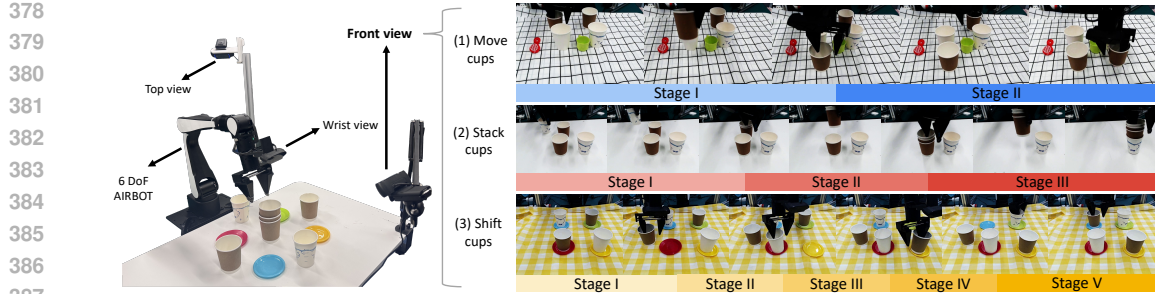 378
379
380
381
382
383
384
385
386
Top view
Wrist view
6 DoF
AIRBOT
Front view
(1) Move
cups
Stage I
Stage II
(2) Stack
cups
Stage I
Stage II
Stage III
(3) Shift
cups
Stage I
Stage II
Stage III
Stage IV
Stage V